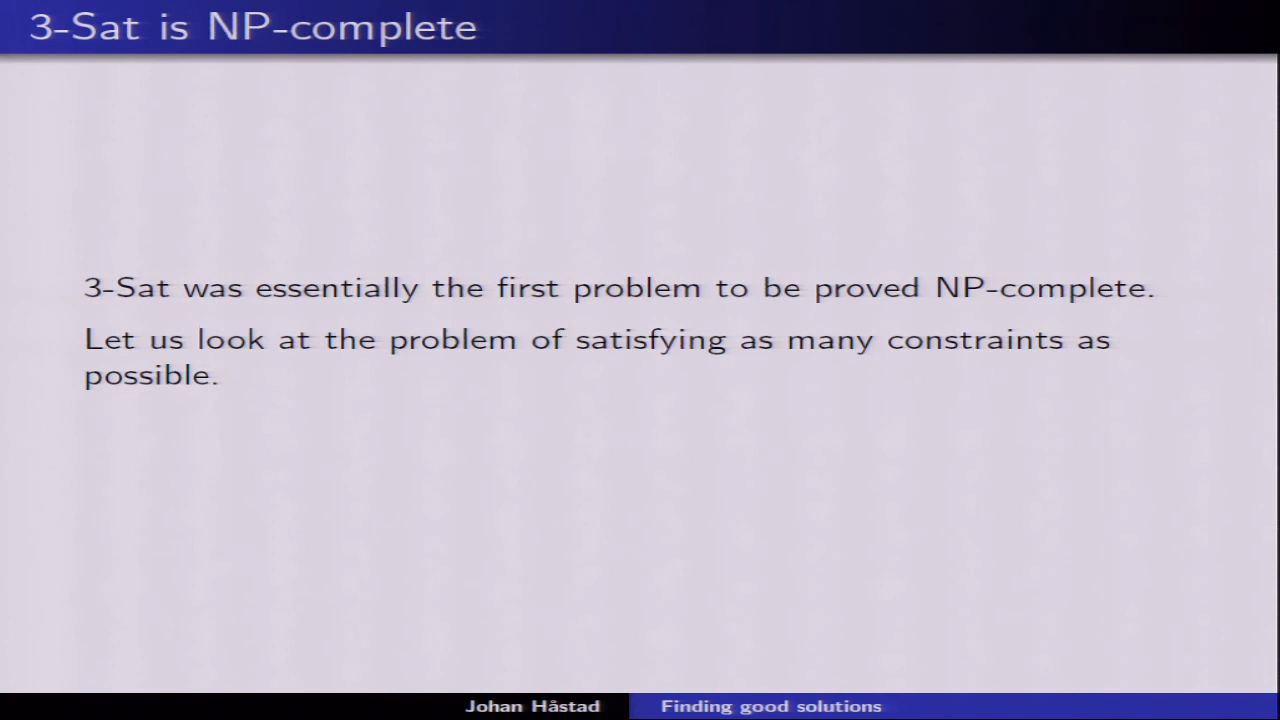 3-Sat is NP-complete
3-Sat was essentially the first problem to be proved NP-complete.
Let us look at the problem of satisfying as many constraints as
possible.
Johan Håstad
Finding good solutions